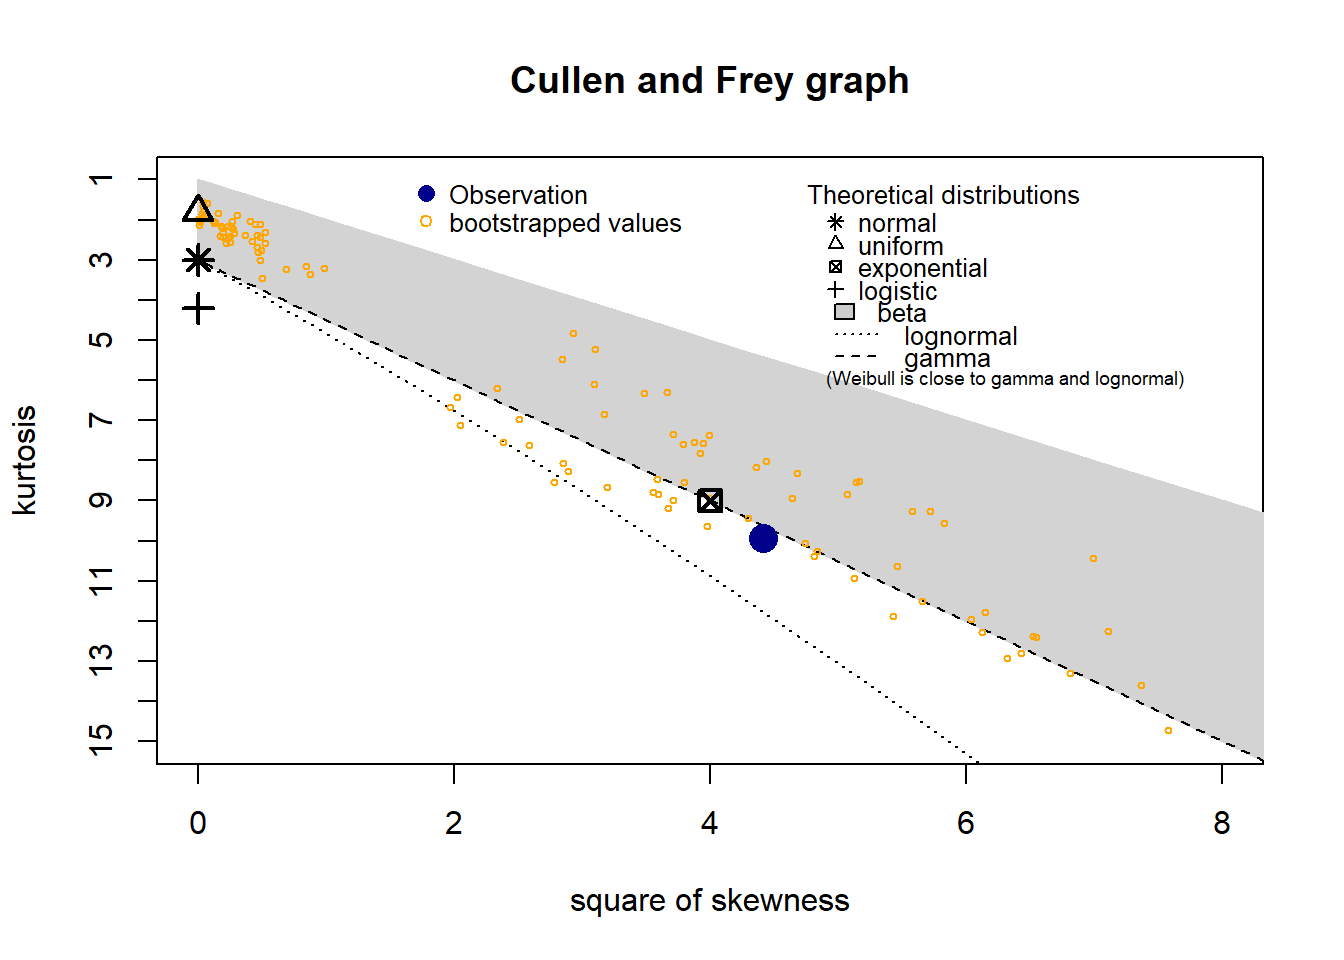 Cullen and Frey graph
Observation
bootstrapped values
Theoretical distributions
normal
uniform
exponential
logistic
beta
lognormal
gamma
(Weibull is close to gamma and lognormal)
kurtosis
1
3
5
7
9
11
13
15
0 2 4 6 8
square of skewness